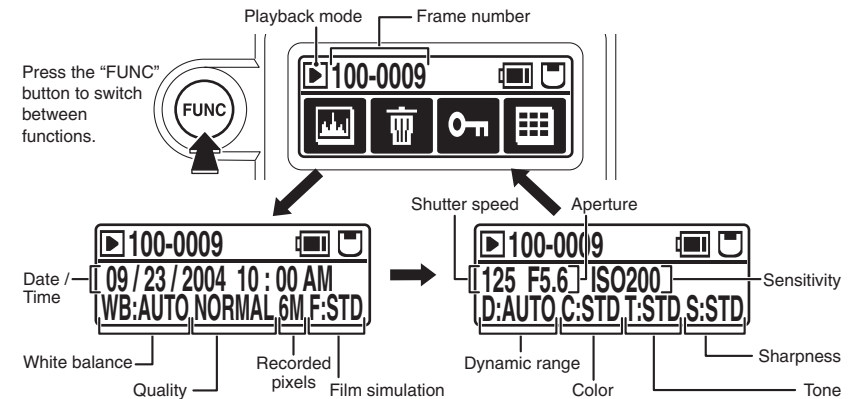 Playback mode
Frame number
Press the “FUNC”
button to switch
between
functions.
FUNC
100-0009
Shutter speed
Aperture
100-0009
Date /
Time
09 / 23 / 2004 10 : 00 AM
WB:AUTO NORMAL 6M F:STD
White balance
Quality
Recorded
pixels
Film simulation
100-0009
125 F5.6 ISO200
Sensitivity
D:AUTO C:STD T:STD S:STD
Dynamic range
Color
Sharpness
Tone